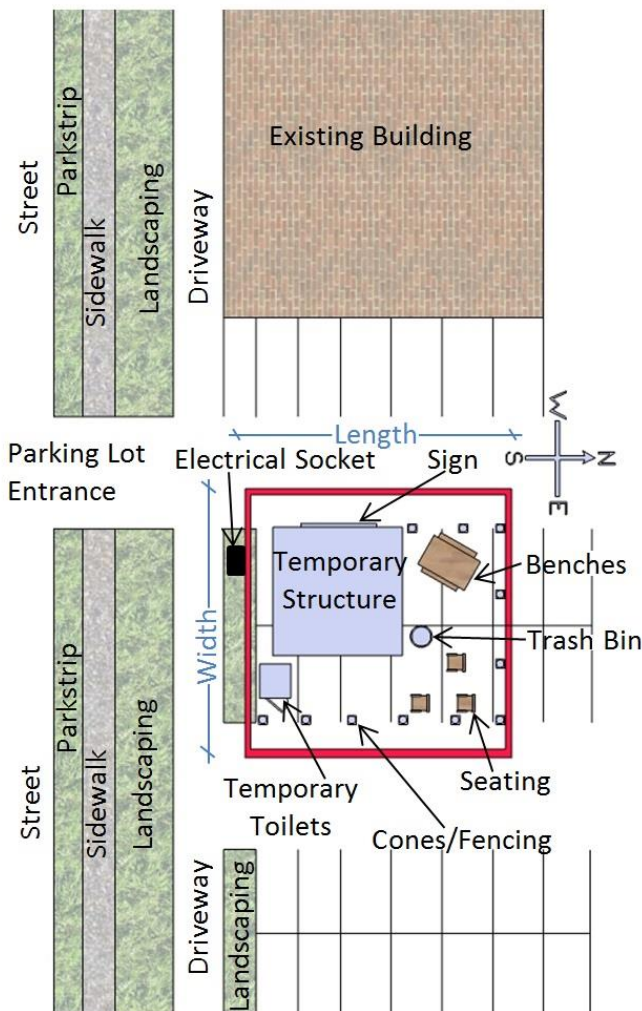 Street
Parkstrip
Sidewalk
Landscaping
Driveway
Existing Building
W
S
N
E
Length
Parking Lot
Entrance
Electrical Socket
Sign
Temporary
Structure
Benches
Trash Bin
Width
Seating
Temporary
Toilets
Cones/Fencing
Street
Parkstrip
Sidewalk
Landscaping
Driveway
Landscaping